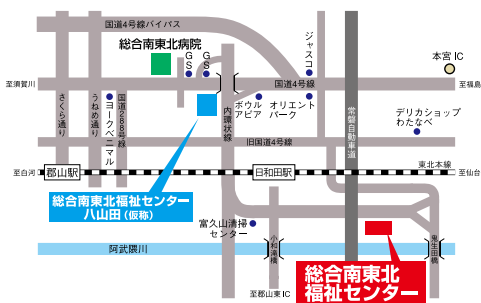 国道4号線バイパス
総合南東北病院
GS
GS
ジャスコ
本宮IC
至須賀川
国道4号線
至福島
さくら通り
うねめ通り
ヨークベニマル
国道288号線
ボウル
アピア
オリエント
パーク
内環状線
常磐自動車道
デリカショップ
わたなべ
旧国道4号線
東北本線
至白河
郡山駅
日和田駅
至仙台
総合南東北福祉センター
八山田(仮称)
富久山清掃
センター
小和滝橋
鬼生田橋
阿武隈川
総合南東北
福祉センター
至郡山東IC